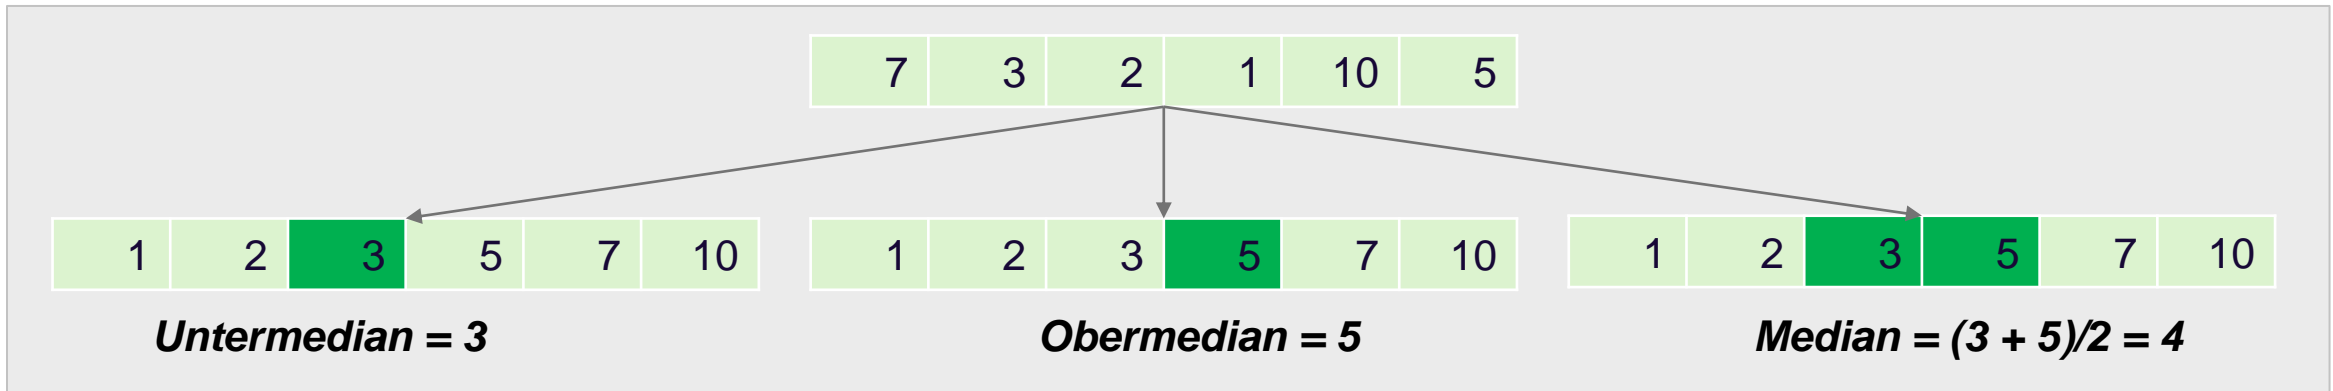 7 3 2 1 10 5
1 2 3 5 7 10
1 2 3 5 7 10
1 2 3 5 7 10
Untermedian = 3
Obermedian = 5
Median = (3 + 5)/2 = 4